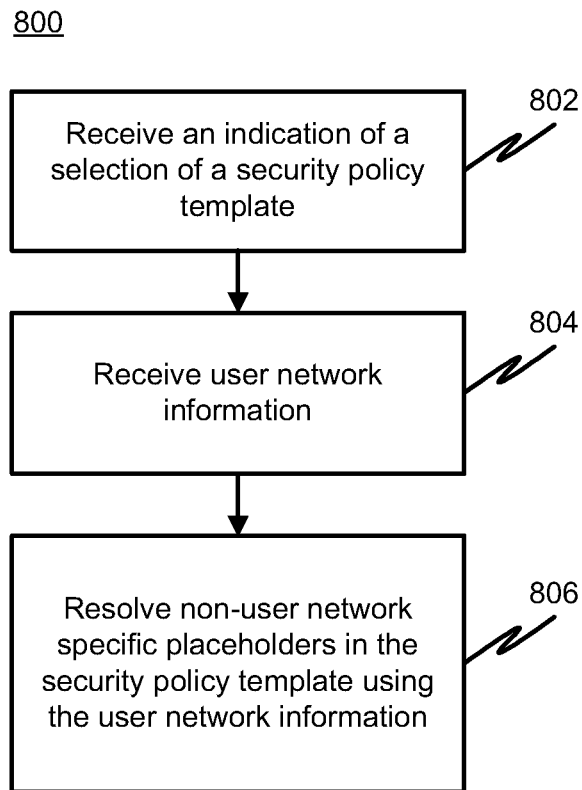 800
802
Receive an indication of a
selection of a security policy
template
804
Receive user network
information
806
Resolve non-user network
specific placeholders in the
security policy template using
the user network information